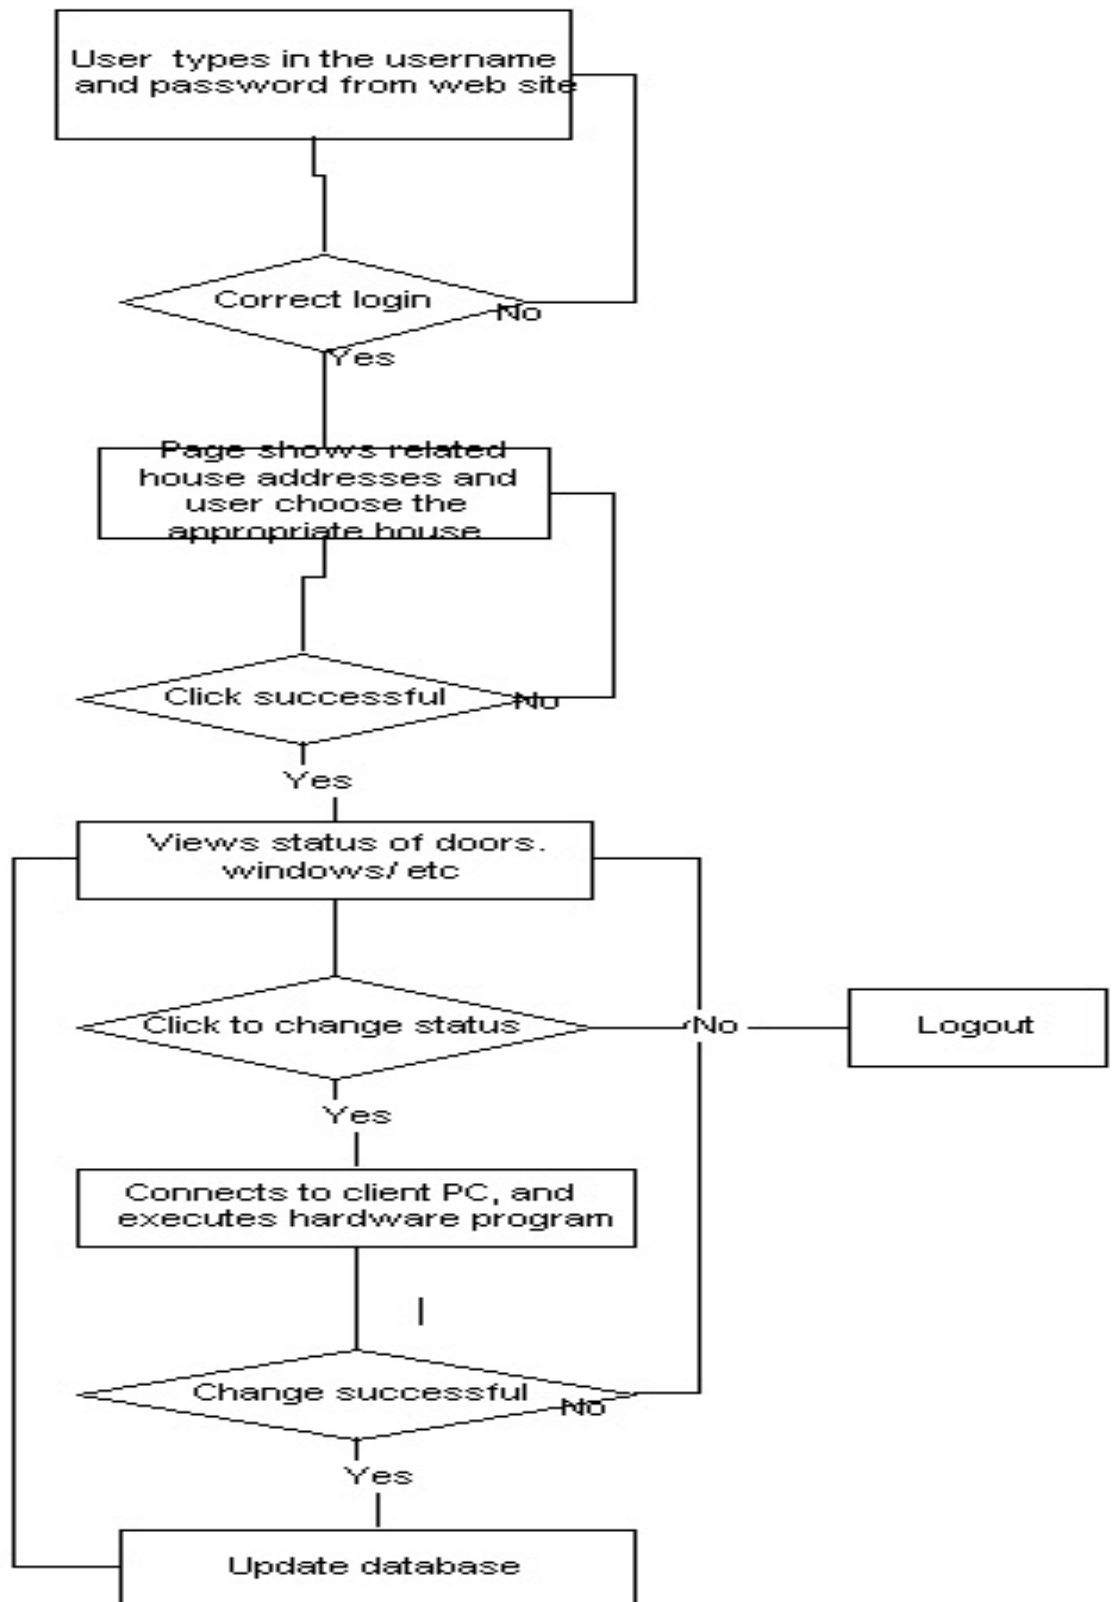 User types in the username
and password from web site
Correct login
No
Yes
Page shows related
house addresses and
user choose the
appropriate house
Click successful
No
Yes
Views status of doors.
windows/ etc
Click to change status
No
Logout
Yes
Connects to client PC, and
executes hardware program
Change successful
No
Yes
Update database